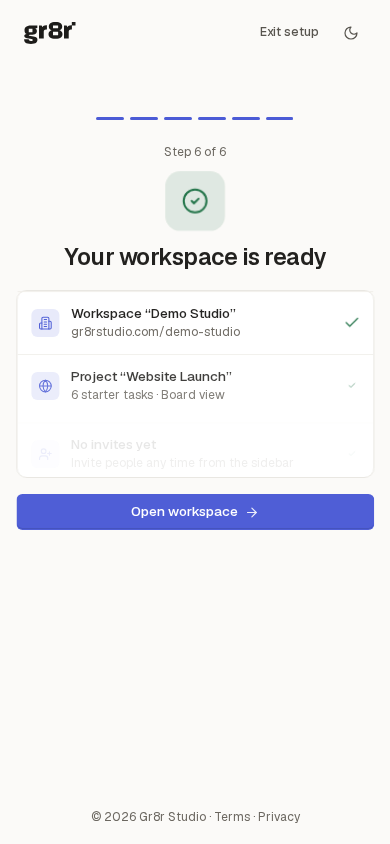 gr8r
Exit setup
Step 6 of 6
Your workspace is ready
Workspace “Demo Studio”
gr8rstudio.com/demo-studio
Project “Website Launch”
6 starter tasks · Board view
No invites yet
Invite people any time from the sidebar
Open workspace →
© 2026 Gr8r Studio · Terms · Privacy